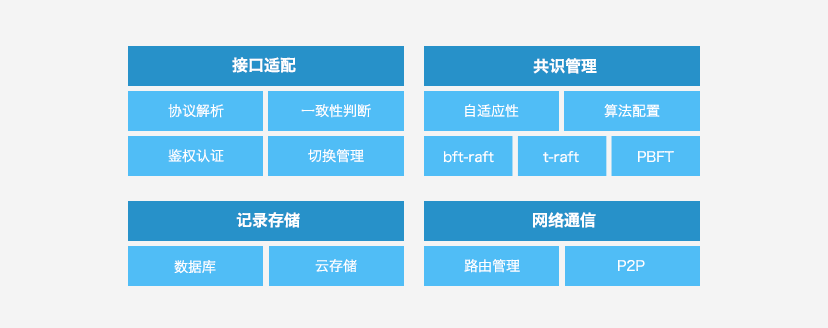 接口适配
协议解析
一致性判断
鉴权认证
切换管理
共识管理
自适应性
算法配置
bft-raft
t-raft
PBFT
记录存储
数据库
云存储
网络通信
路由管理
P2P